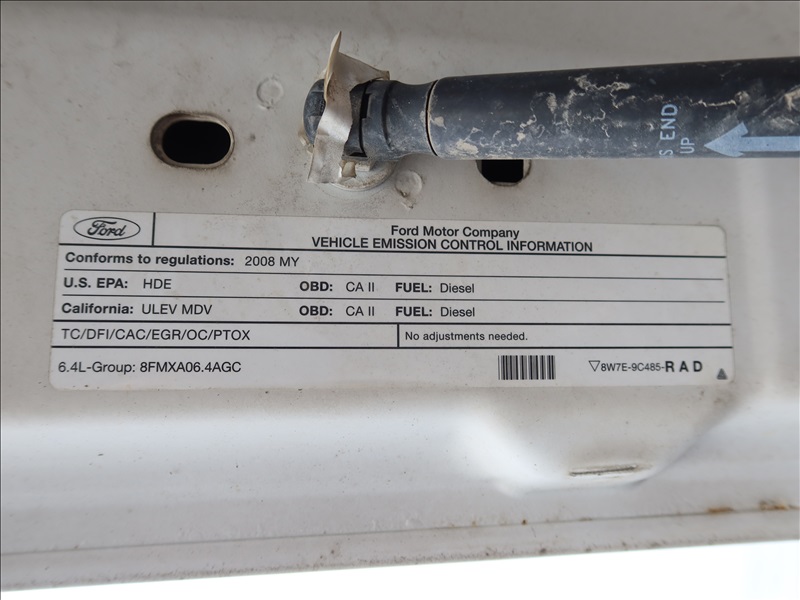 S END
UP
Ford
Ford Motor Company
VEHICLE EMISSION CONTROL INFORMATION
Conforms to regulations: 2008 MY
U.S. EPA: HDE OBD: CA II FUEL: Diesel
California: ULEV MDV OBD: CA II FUEL: Diesel
TC/DFI/CAC/EGR/OC/PTOX No adjustments needed.
6.4L-Group: 8FMXA06.4AGC 8W7E-9C485-RAD